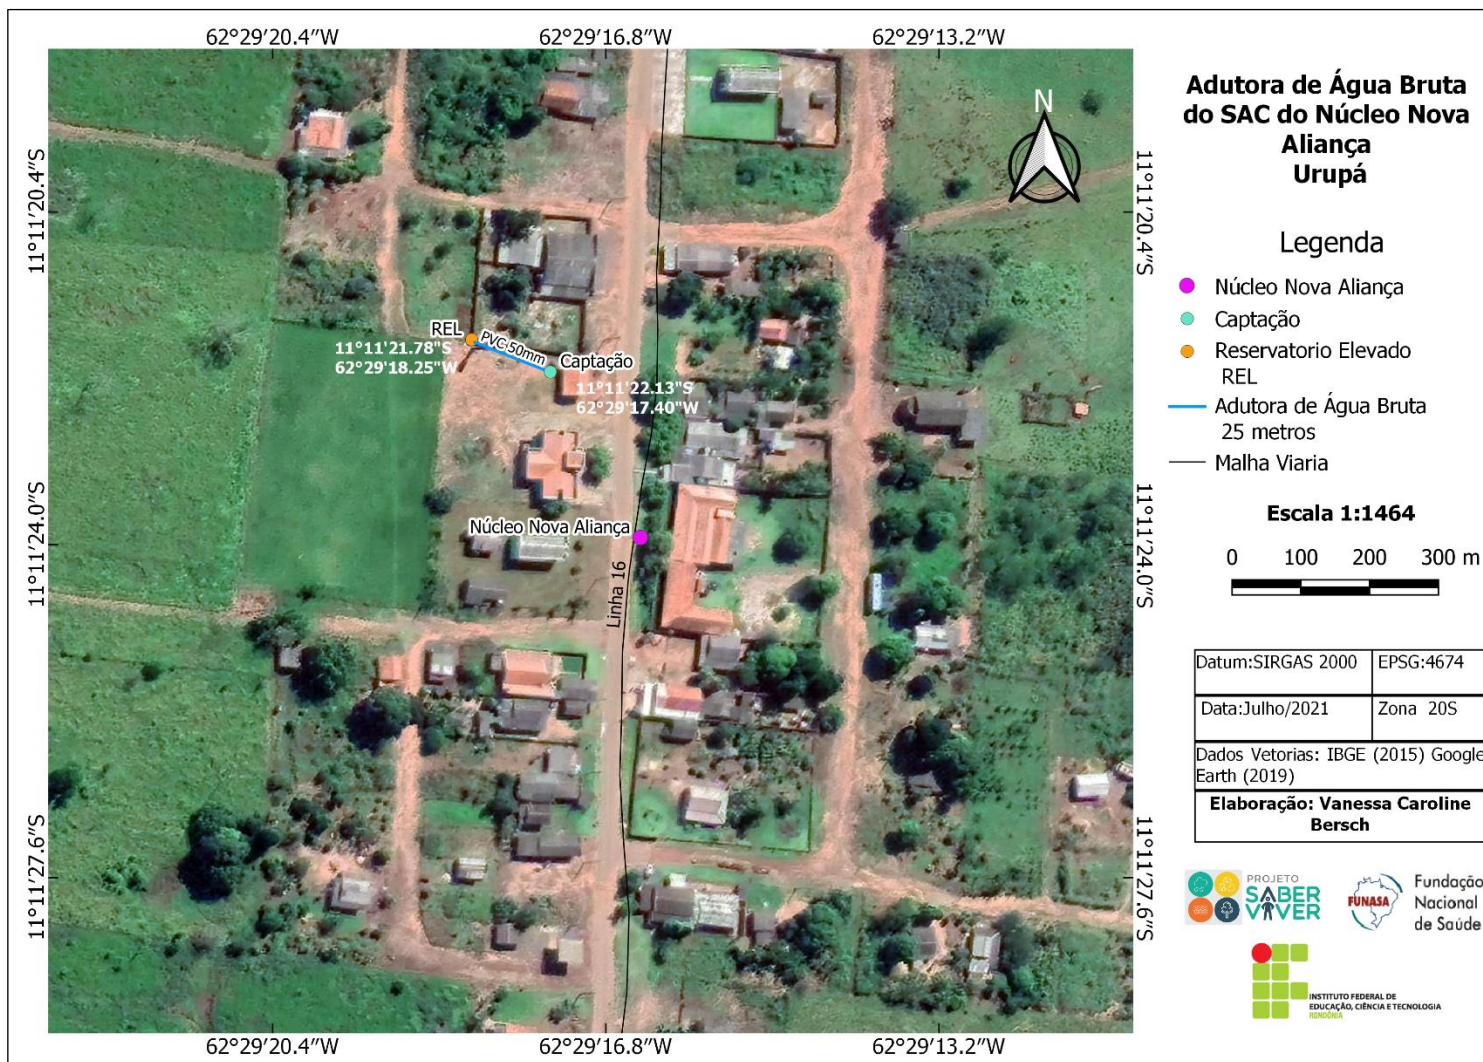 62°29′20.4″W
62°29′16.8″W
62°29′13.2″W
11°11′20.4″S
11°11′24.0″S
11°11′27.6″S
N
REL
11°11'21.78"S
62°29'18.25"W
PVC 50mm
Captação
11°11'22.13"S
62°29'17.40"W
Núcleo Nova Aliança
Linha 16
11°11′20.4″S
11°11′24.0″S
11°11′27.6″S
62°29′20.4″W
62°29′16.8″W
62°29′13.2″W
Adutora de Água Bruta
do SAC do Núcleo Nova
Aliança
Urupá
Legenda
Núcleo Nova Aliança
Captação
Reservatorio Elevado
REL
Adutora de Água Bruta
25 metros
Malha Viaria
Escala 1:1464
0 100 200 300 m
Datum:SIRGAS 2000 EPSG:4674
Data:Julho/2021 Zona 20S
Dados Vetorias: IBGE (2015) Google
Earth (2019)
Elaboração: Vanessa Caroline
Bersch
PROJETO
SABER
VIVER
FUNASA
Fundação
Nacional
de Saúde
INSTITUTO FEDERAL DE
EDUCAÇÃO, CIÊNCIA E TECNOLOGIA
RONDÔNIA